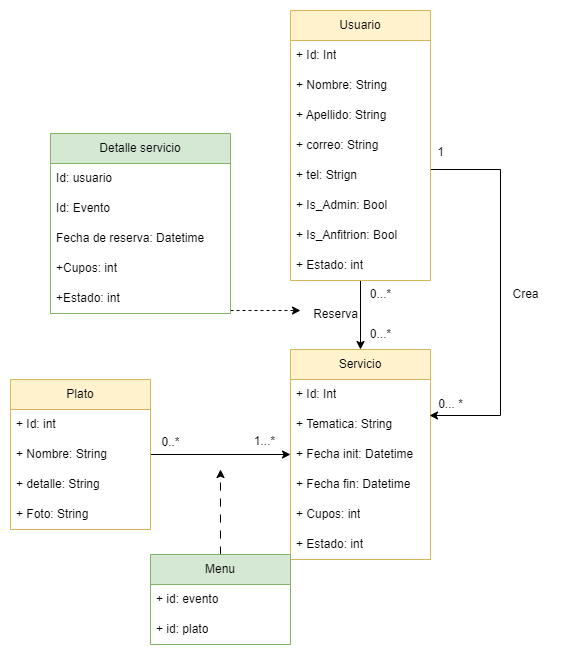 Usuario
+ Id: Int
+ Nombre: String
+ Apellido: String
+ correo: String
+ tel: Strign
+ Is_Admin: Bool
+ Is_Anfitrion: Bool
+ Estado: int
1
Crea
0... *
Detalle servicio
Id: usuario
Id: Evento
Fecha de reserva: Datetime
+Cupos: int
+Estado: int
0...*
Reserva
0...*
Servicio
+ Id: Int
+ Tematica: String
+ Fecha init: Datetime
+ Fecha fin: Datetime
+ Cupos: int
+ Estado: int
Plato
+ Id: int
+ Nombre: String
+ detalle: String
+ Foto: String
0..*
1...*
Menu
+ id: evento
+ id: plato